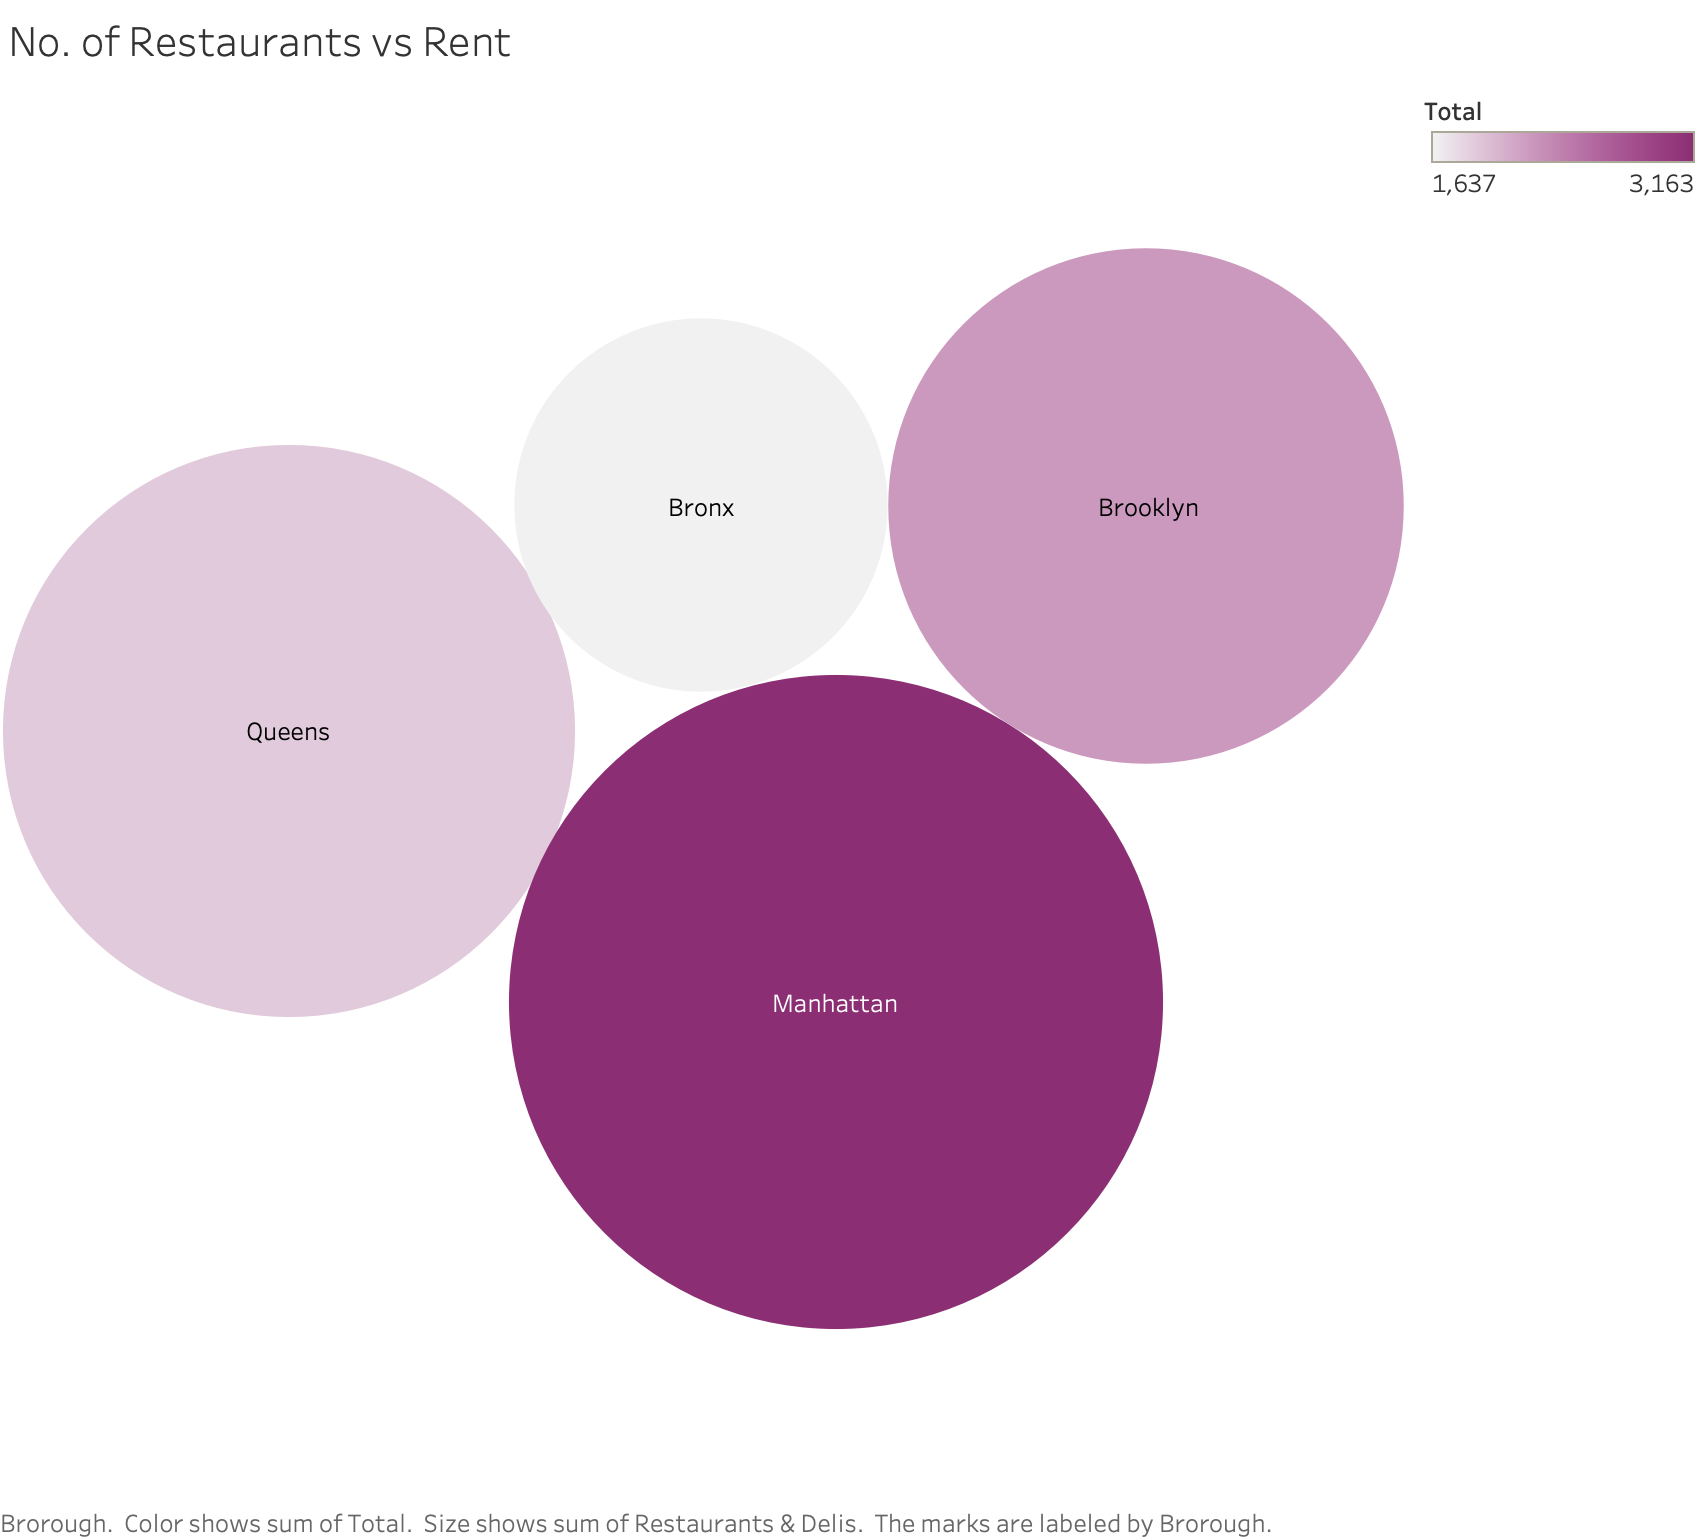 No. of Restaurants vs Rent
Total
1,637 3,163
Bronx
Brooklyn
Queens
Manhattan
Brorough. Color shows sum of Total. Size shows sum of Restaurants & Delis. The marks are labeled by Brorough.